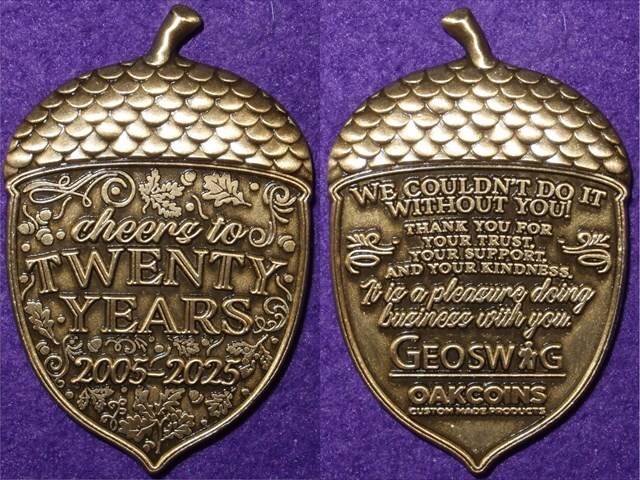 cheers to
TWENTY
YEARS
2005-2025
WE COULDN'T DO IT
WITHOUT YOU!
THANK YOU FOR
YOUR TRUST,
YOUR SUPPORT,
AND YOUR KINDNESS.
It is a pleasure doing
business with you.
GEOSWAG
OAKCOINS
CUSTOM MADE PRODUCTS